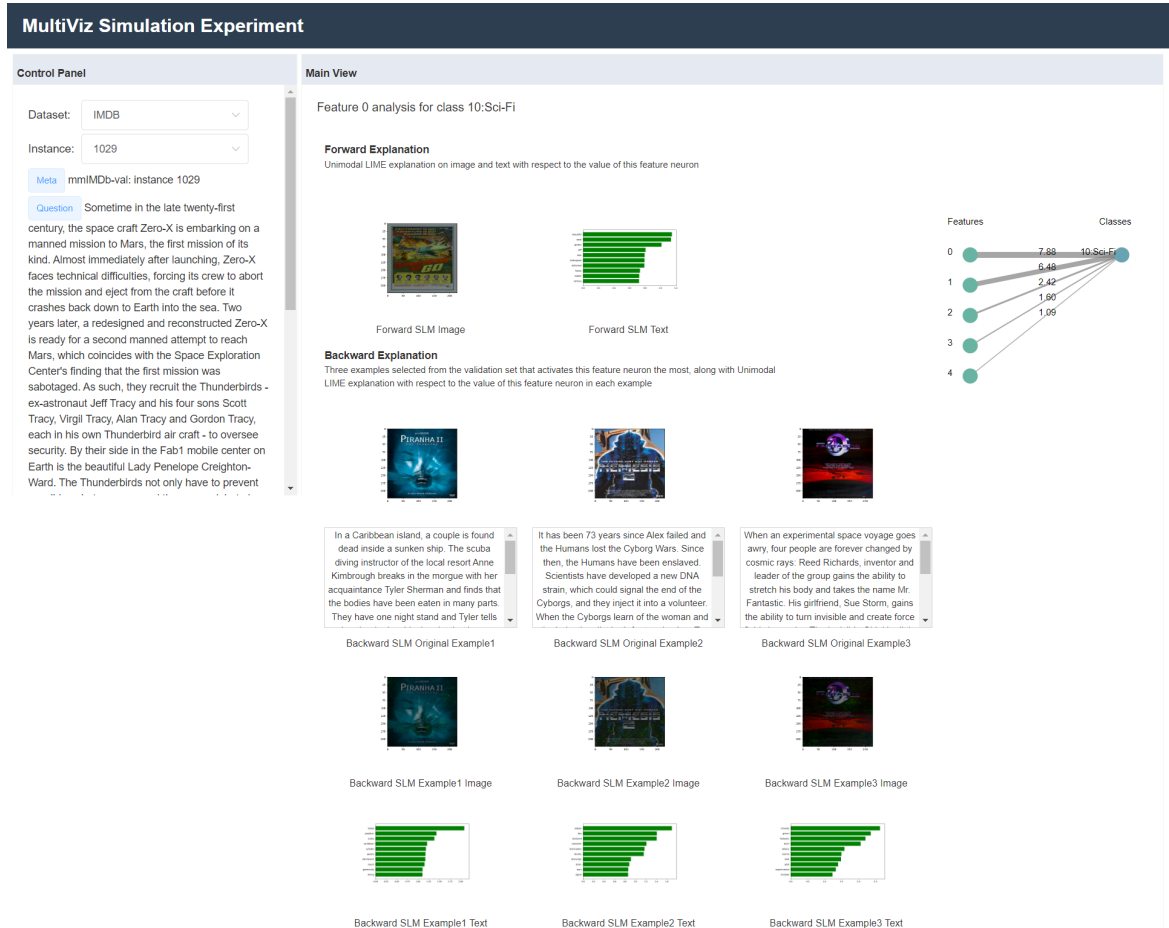 MultiViz Simulation Experiment
Control Panel
Main View
Dataset: IMDB
Instance: 1029
Meta mmIMDb-val: instance 1029
Question Sometime in the late twenty-first
century, the space craft Zero-X is embarking on a
manned mission to Mars, the first mission of its
kind. Almost immediately after launching, Zero-X
faces technical difficulties, forcing its crew to abort
the mission and eject from the craft before it
crashes back down to Earth into the sea. Two
years later, a redesigned and reconstructed Zero-X
is ready for a second manned attempt to reach
Mars, which coincides with the Space Exploration
Center's finding that the first mission was
sabotaged. As such, they recruit the Thunderbirds -
ex-astronaut Jeff Tracy and his four sons Scott
Tracy, Virgil Tracy, Alan Tracy and Gordon Tracy,
each in his own Thunderbird air craft - to oversee
security. By their side in the Fab1 mobile center on
Earth is the beautiful Lady Penelope Creighton-
Ward. The Thunderbirds not only have to prevent
Feature 0 analysis for class 10:Sci-Fi
Forward Explanation
Unimodal LIME explanation on image and text with respect to the value of this feature neuron
GO
Forward SLM Image
Forward SLM Text
Features
Classes
0
7.88
10:Sci-Fi
6.48
1
2.42
1.60
2
1.09
3
4
Backward Explanation
Three examples selected from the validation set that activates this feature neuron the most, along with Unimodal
LIME explanation with respect to the value of this feature neuron in each example
PIRANHA II
NEMESIS
In a Caribbean island, a couple is found
dead inside a sunken ship. The scuba
diving instructor of the local resort Anne
Kimbrough breaks in the morgue with her
acquaintance Tyler Sherman and finds that
the bodies have been eaten in many parts.
They have one night stand and Tyler tells
It has been 73 years since Alex failed and
the Humans lost the Cyborg Wars. Since
then, the Humans have been enslaved.
Scientists have developed a new DNA
strain, which could signal the end of the
Cyborgs, and they inject it into a volunteer.
When the Cyborgs learn of the woman and
When an experimental space voyage goes
awry, four people are forever changed by
cosmic rays: Reed Richards, inventor and
leader of the group gains the ability to
stretch his body and takes the name Mr.
Fantastic. His girlfriend, Sue Storm, gains
the ability to turn invisible and create force
Backward SLM Original Example1
Backward SLM Original Example2
Backward SLM Original Example3
PIRANHA II
NEMESIS
Backward SLM Example1 Image
Backward SLM Example2 Image
Backward SLM Example3 Image
Backward SLM Example1 Text
Backward SLM Example2 Text
Backward SLM Example3 Text